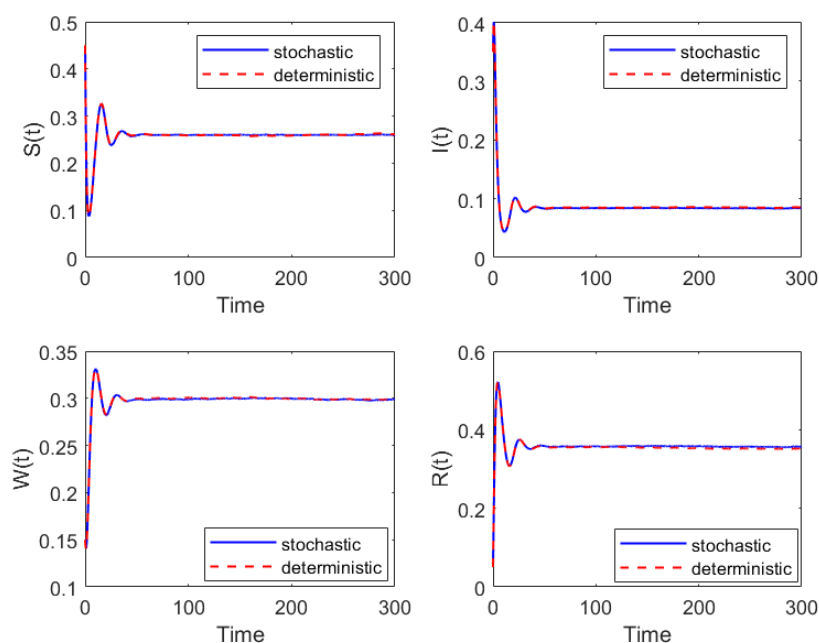 0.5
0.4
0.3
0.2
0.1
0
S(t)
stochastic
deterministic
0
100
200
300
Time
0.4
0.3
0.2
0.1
0
I(t)
stochastic
deterministic
0
100
200
300
Time
0.35
0.3
0.25
0.2
0.15
0.1
W(t)
stochastic
deterministic
0
100
200
300
Time
0.6
0.4
0.2
0
R(t)
stochastic
deterministic
0
100
200
300
Time